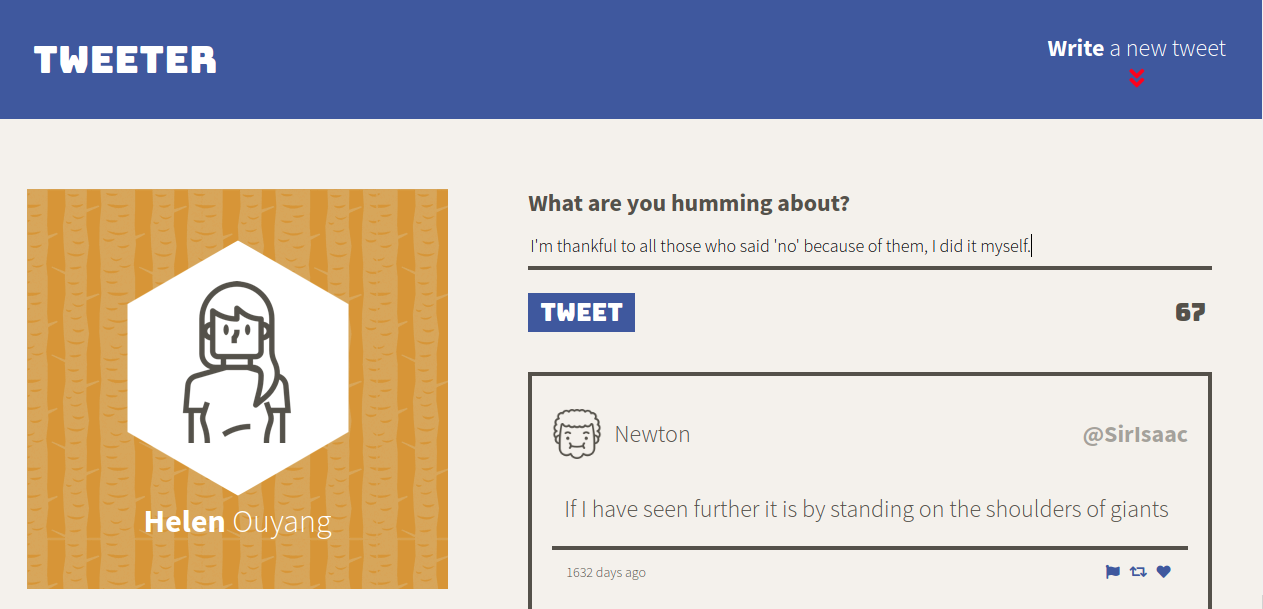 TWEETER
Write a new tweet
Helen Ouyang
What are you humming about?
I'm thankful to all those who said 'no' because of them, I did it myself.
TWEET
67
Newton
@SirIsaac
If I have seen further it is by standing on the shoulders of giants
1632 days ago